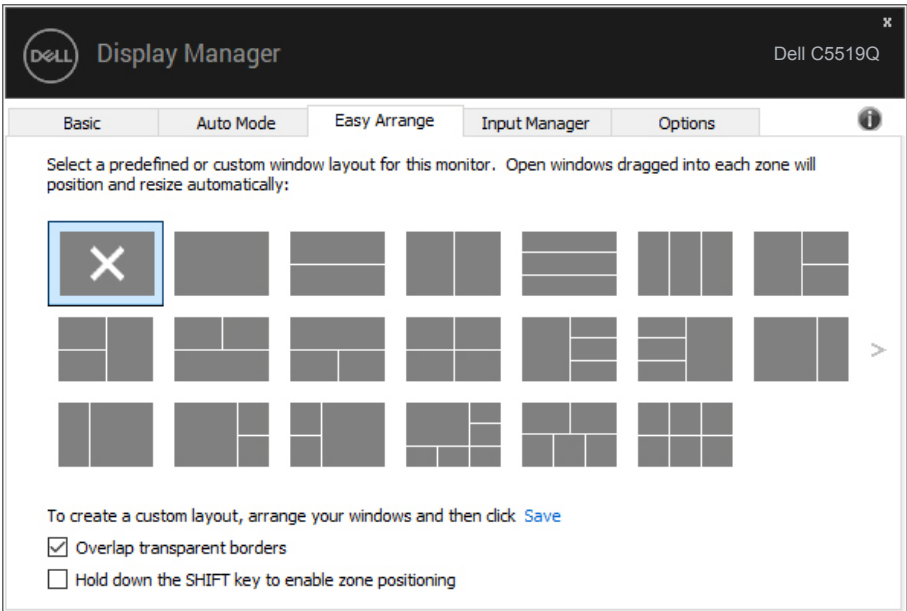 x
DELL
Display Manager
Dell C5519Q
Basic
Auto Mode
Easy Arrange
Input Manager
Options
i
Select a predefined or custom window layout for this monitor. Open windows dragged into each zone will
position and resize automatically:
>
To create a custom layout, arrange your windows and then click Save
Overlap transparent borders
Hold down the SHIFT key to enable zone positioning